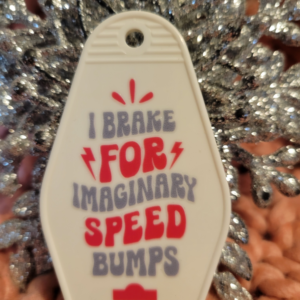 I BRAKE
FOR
IMAGINARY
SPEED
BUMPS